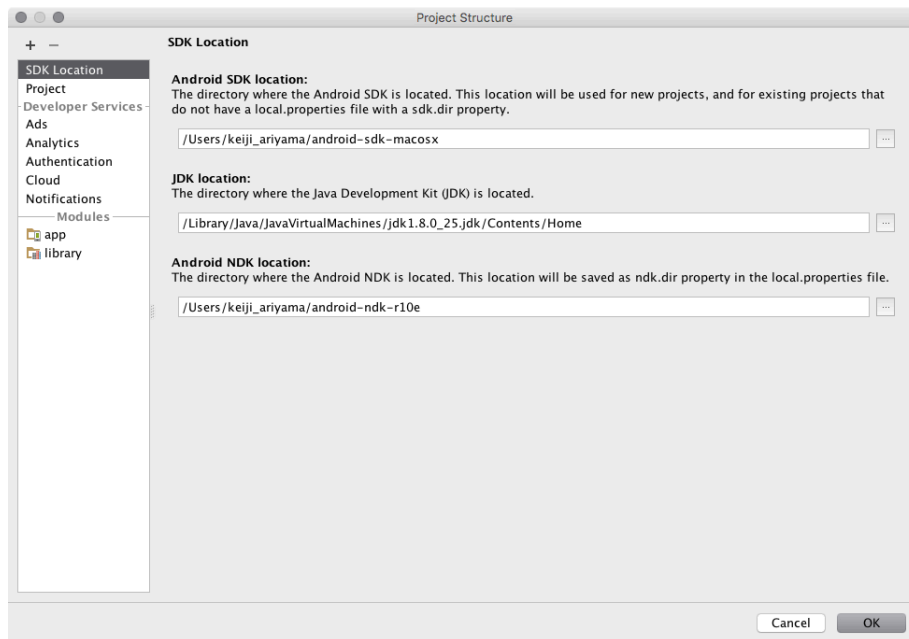 Project Structure
+ −
SDK Location
Project
Developer Services
Ads
Analytics
Authentication
Cloud
Notifications
Modules
app
library
SDK Location
Android SDK location:
The directory where the Android SDK is located. This location will be used for new projects, and for existing projects that
do not have a local.properties file with a sdk.dir property.
/Users/keiji_ariyama/android-sdk-macosx
...
JDK location:
The directory where the Java Development Kit (JDK) is located.
/Library/Java/JavaVirtualMachines/jdk1.8.0_25.jdk/Contents/Home
...
Android NDK location:
The directory where the Android NDK is located. This location will be saved as ndk.dir property in the local.properties file.
/Users/keiji_ariyama/android-ndk-r10e
...
Cancel OK